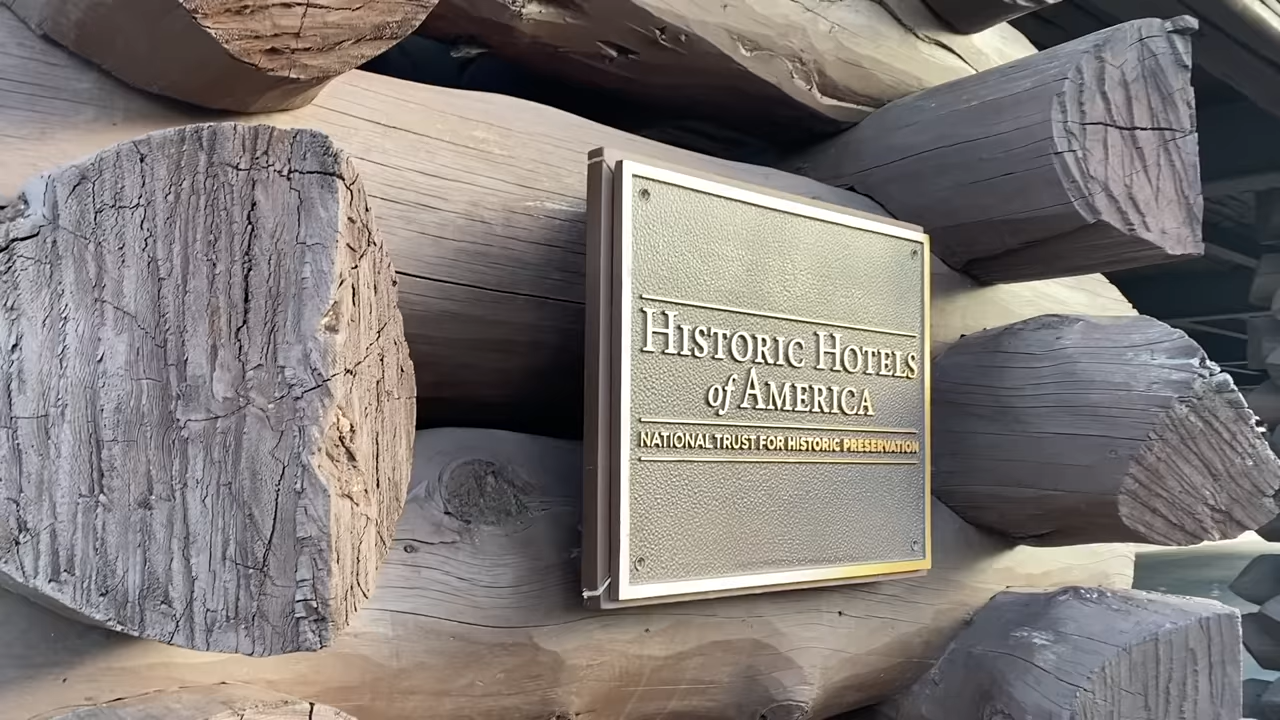 HISTORIC HOTELS
of AMERICA
NATIONAL TRUST FOR HISTORIC PRESERVATION